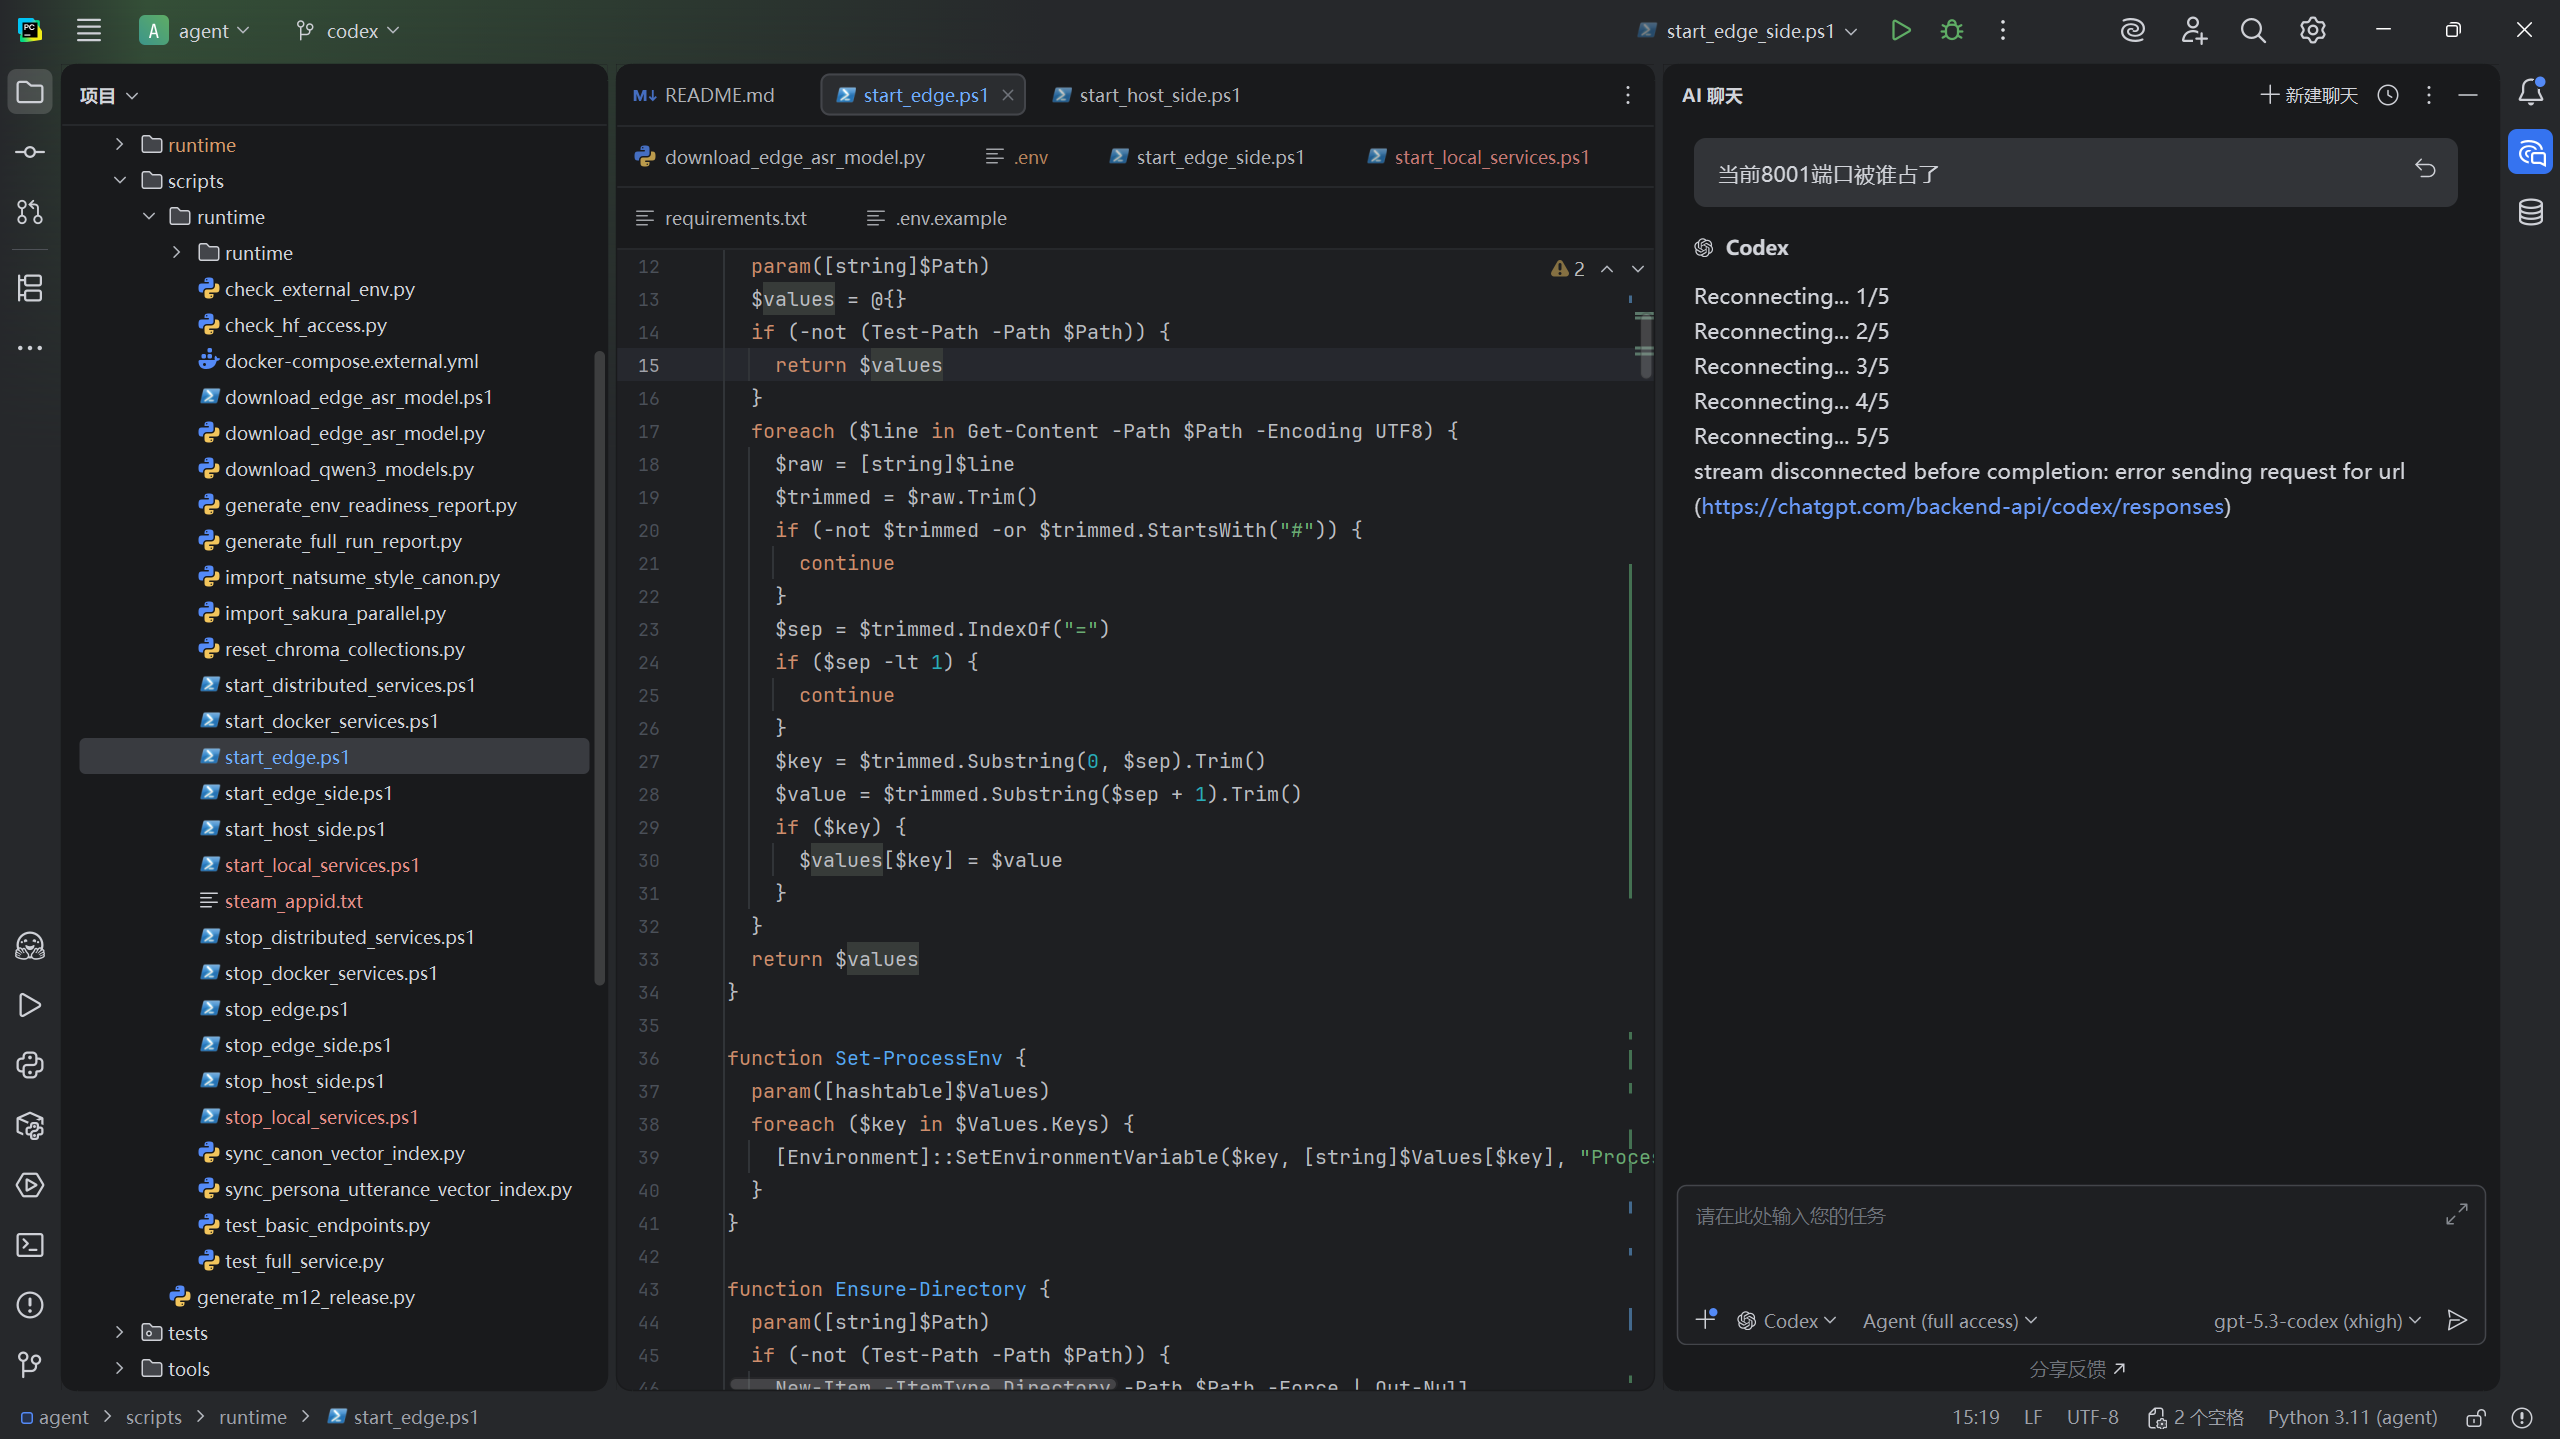 PC
A
agent
codex
start_edge_side.ps1
项目
runtime
scripts
runtime
runtime
check_external_env.py
check_hf_access.py
docker-compose.external.yml
download_edge_asr_model.ps1
download_edge_asr_model.py
download_qwen3_models.py
generate_env_readiness_report.py
generate_full_run_report.py
import_natsume_style_canon.py
import_sakura_parallel.py
reset_chroma_collections.py
start_distributed_services.ps1
start_docker_services.ps1
start_edge.ps1
start_edge_side.ps1
start_host_side.ps1
start_local_services.ps1
steam_appid.txt
stop_distributed_services.ps1
stop_docker_services.ps1
stop_edge.ps1
stop_edge_side.ps1
stop_host_side.ps1
stop_local_services.ps1
sync_canon_vector_index.py
sync_persona_utterance_vector_index.py
test_basic_endpoints.py
test_full_service.py
generate_m12_release.py
tests
tools
M↓ README.md
start_edge.ps1
start_host_side.ps1
download_edge_asr_model.py
.env
start_edge_side.ps1
start_local_services.ps1
requirements.txt
.env.example
2
12 param([string]$Path)
13 $values = @{}
14 if (-not (Test-Path -Path $Path)) {
15 return $values
16 }
17 foreach ($line in Get-Content -Path $Path -Encoding UTF8) {
18 $raw = [string]$line
19 $trimmed = $raw.Trim()
20 if (-not $trimmed -or $trimmed.StartsWith("#")) {
21 continue
22 }
23 $sep = $trimmed.IndexOf("=")
24 if ($sep -lt 1) {
25 continue
26 }
27 $key = $trimmed.Substring(0, $sep).Trim()
28 $value = $trimmed.Substring($sep + 1).Trim()
29 if ($key) {
30 $values[$key] = $value
31 }
32 }
33 return $values
34 }
35
36 function Set-ProcessEnv {
37 param([hashtable]$Values)
38 foreach ($key in $Values.Keys) {
39 [Environment]::SetEnvironmentVariable($key, [string]$Values[$key], "Proces
40 }
41 }
42
43 function Ensure-Directory {
44 param([string]$Path)
45 if (-not (Test-Path -Path $Path)) {
46 New-Item -ItemType Directory -Path $Path -Force | Out-Null
AI 聊天
新建聊天
当前8001端口被谁占了
Codex
Reconnecting... 1/5
Reconnecting... 2/5
Reconnecting... 3/5
Reconnecting... 4/5
Reconnecting... 5/5
stream disconnected before completion: error sending request for url
(https://chatgpt.com/backend-api/codex/responses)
请在此处输入您的任务
Codex
Agent (full access)
gpt-5.3-codex (xhigh)
分享反馈 ↗
agent > scripts > runtime > start_edge.ps1
15:19
LF
UTF-8
2 个空格
Python 3.11 (agent)